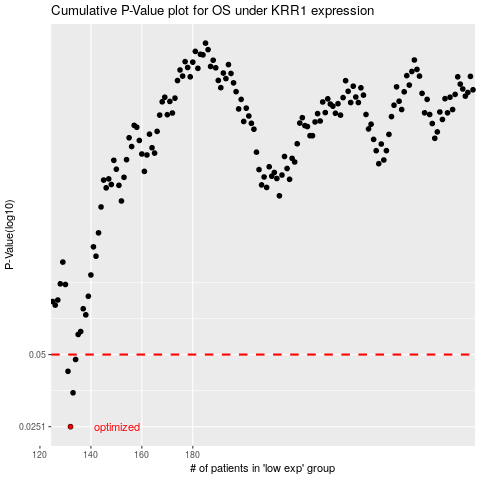 Cumulative P-Value plot for OS under KRR1 expression
P-Value(log10)
0.05
0.0251
optimized
120 140 160 180
# of patients in 'low exp' group